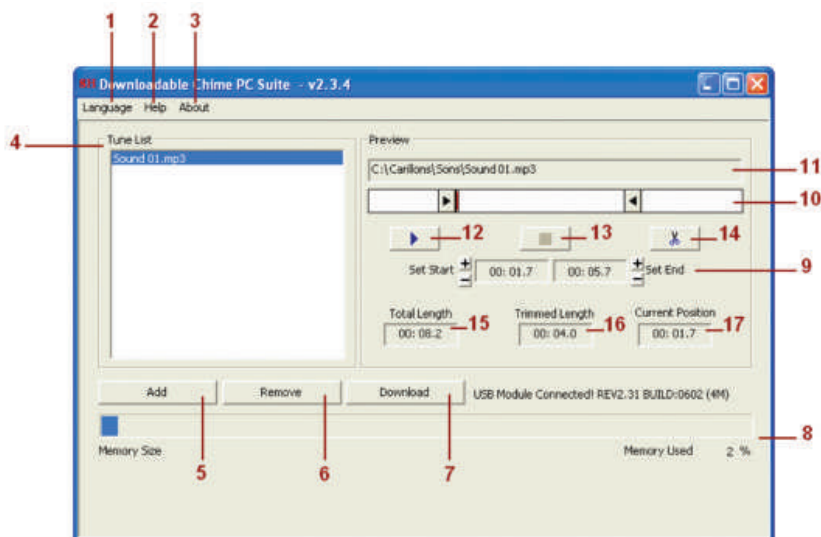 1 2 3
Downloadable Chime PC Suite - v2.3.4
Language Help About
4
Tune List
Sound 01.mp3
Preview
C:\Carillons\Sons\Sound 01.mp3
11
10
12 13 14
Set Start + - 00: 01.7 00: 05.7 + - Set End
9
Total Length Trimmed Length Current Position
00: 08.2 15 00: 04.0 16 00: 01.7 17
Add Remove Download USB Module Connected! REV2.31 BUILD:0602 (4M)
8
Memory Size Memory Used 2 %
5 6 7